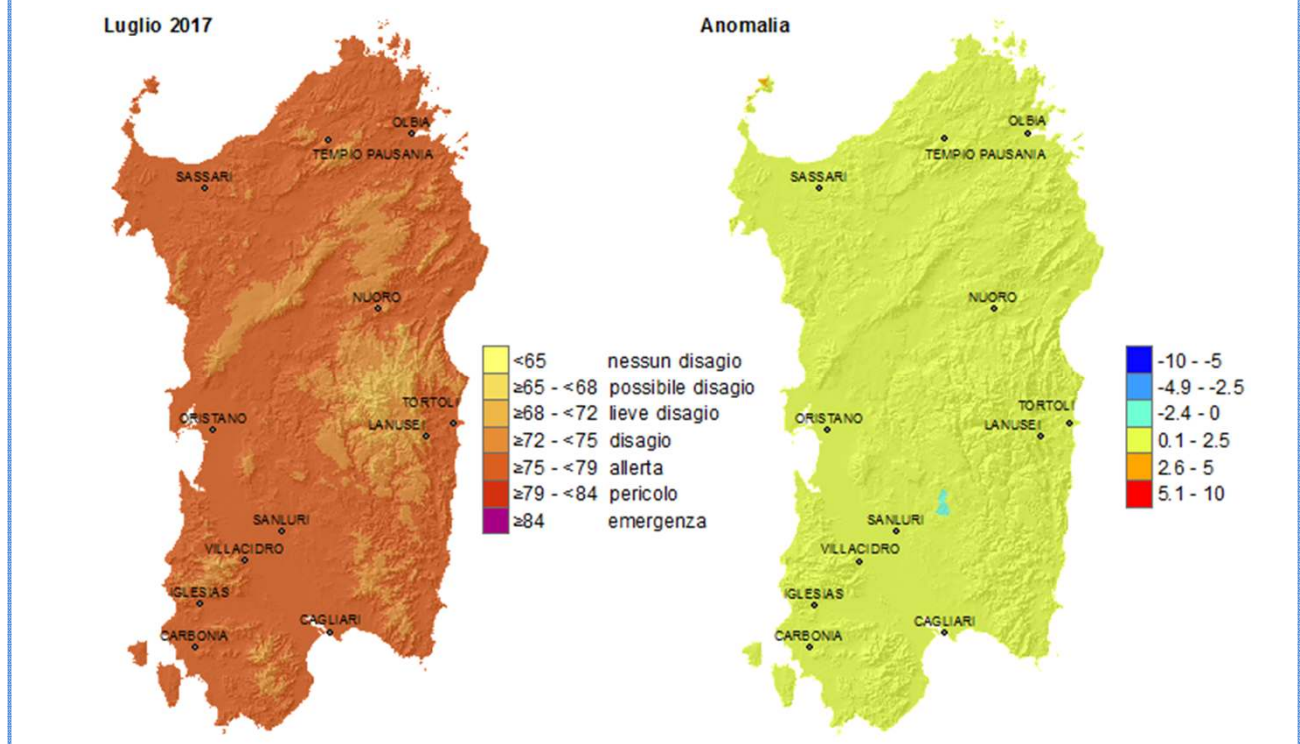 Luglio 2017
OLBIA
TEMPIO PAUSANIA
SASSARI
NUORO
TORTOLI
ORISTANO
LANUSEI
SANLURI
VILLACIDRO
IGLESIAS
CAGLIARI
CARBONIA
<65 nessun disagio
≥65 - <68 possibile disagio
≥68 - <72 lieve disagio
≥72 - <75 disagio
≥75 - <79 allerta
≥79 - <84 pericolo
≥84 emergenza
Anomalia
OLBIA
TEMPIO PAUSANIA
SASSARI
NUORO
TORTOLI
ORISTANO
LANUSEI
SANLURI
VILLACIDRO
IGLESIAS
CAGLIARI
CARBONIA
-10 - -5
-4.9 - -2.5
-2.4 - 0
0.1 - 2.5
2.6 - 5
5.1 - 10